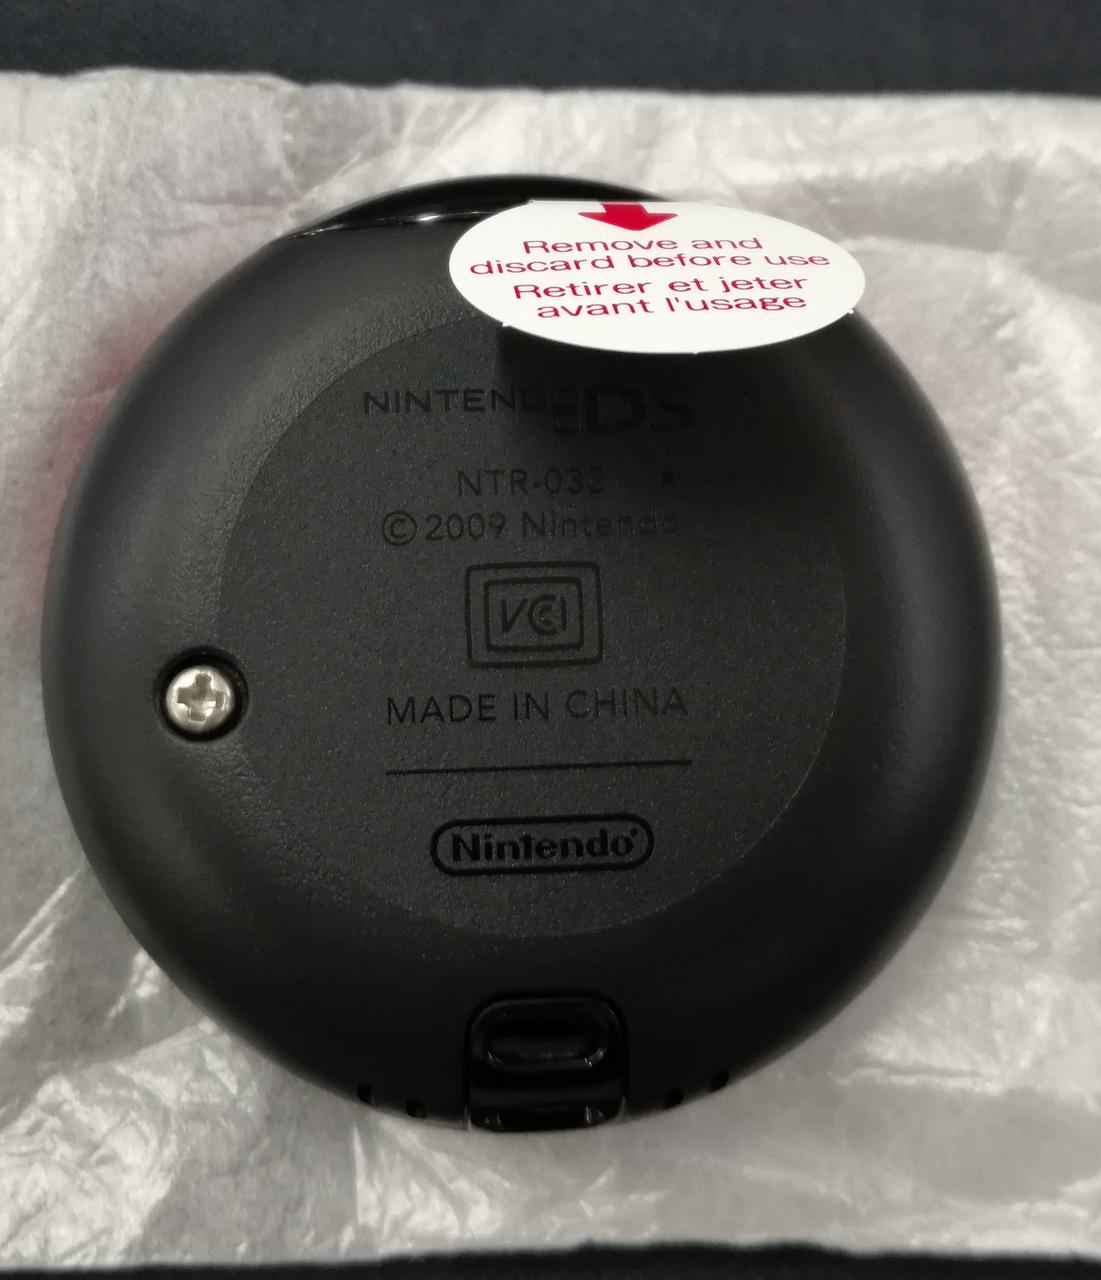 Remove and
discard before use
Retirer et jeter
avant l'usage
NINTENDO DS
NTR-032
© 2009 Nintendo
VCI
MADE IN CHINA
Nintendo®